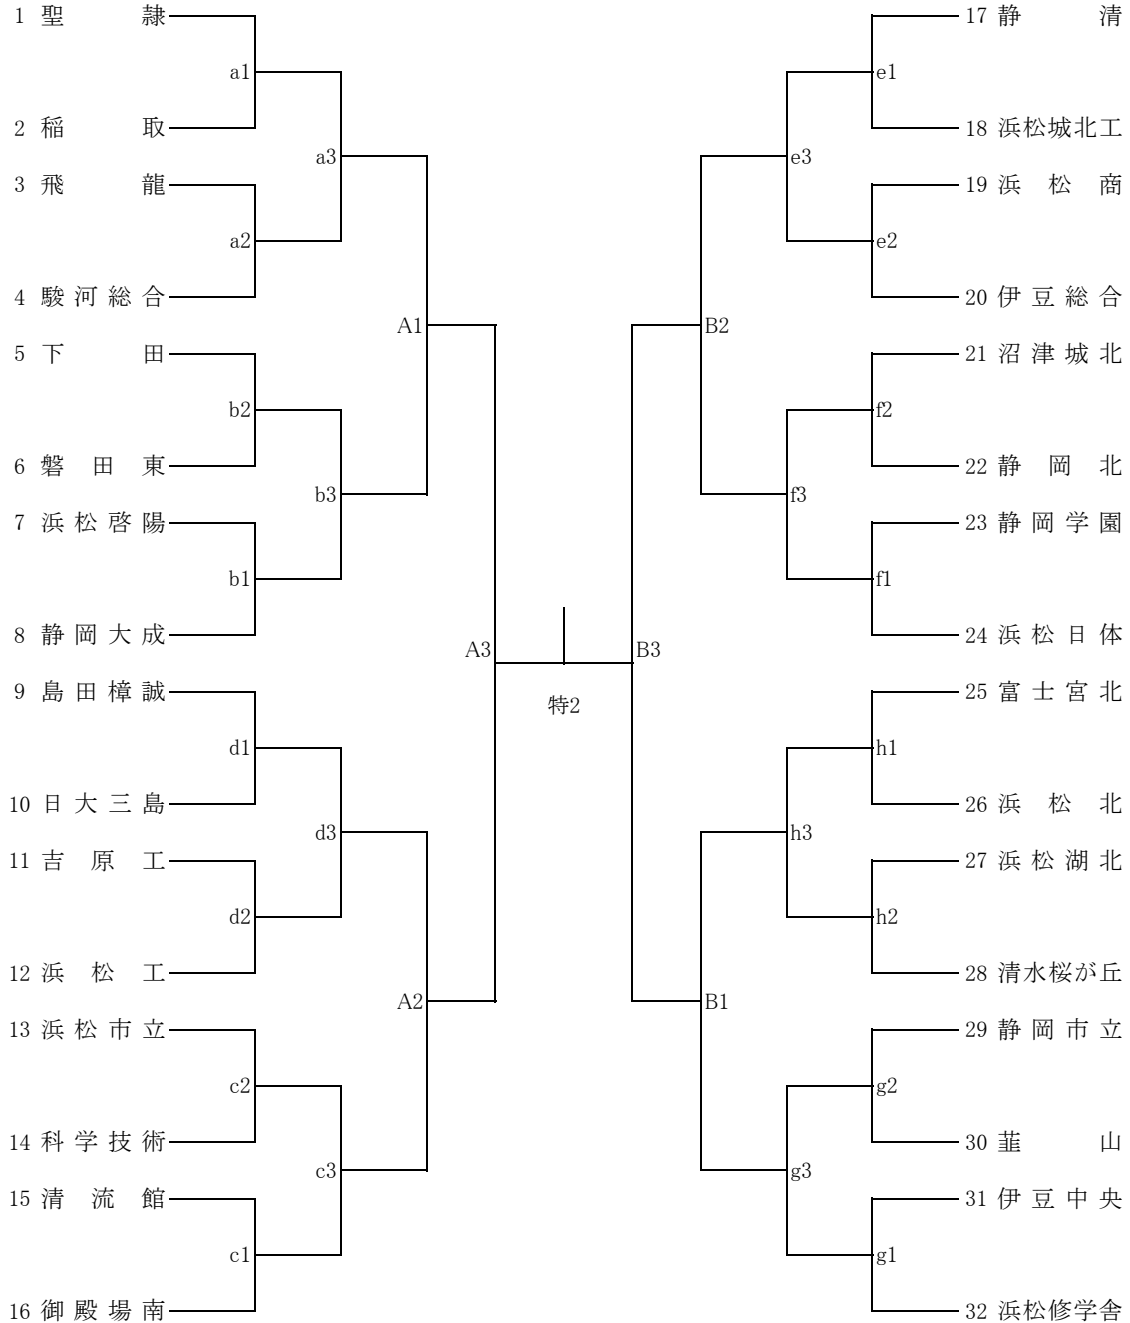 1 聖隷
a1
2 稲取
a3
3 飛龍
a2
4 駿河総合
A1
5 下田
b2
6 磐田東
b3
7 浜松啓陽
b1
8 静岡大成
A3
9 島田樟誠
d1
10 日大三島
d3
11 吉原工
d2
12 浜松工
A2
13 浜松市立
c2
14 科学技術
c3
15 清流館
c1
16 御殿場南
特2
17 静清
e1
18 浜松城北工
e3
19 浜松商
e2
20 伊豆総合
B2
21 沼津城北
f2
22 静岡北
f3
23 静岡学園
f1
24 浜松日体
B3
25 富士宮北
h1
26 浜松北
h3
27 浜松湖北
h2
28 清水桜が丘
B1
29 静岡市立
g2
30 韮山
g3
31 伊豆中央
g1
32 浜松修学舎